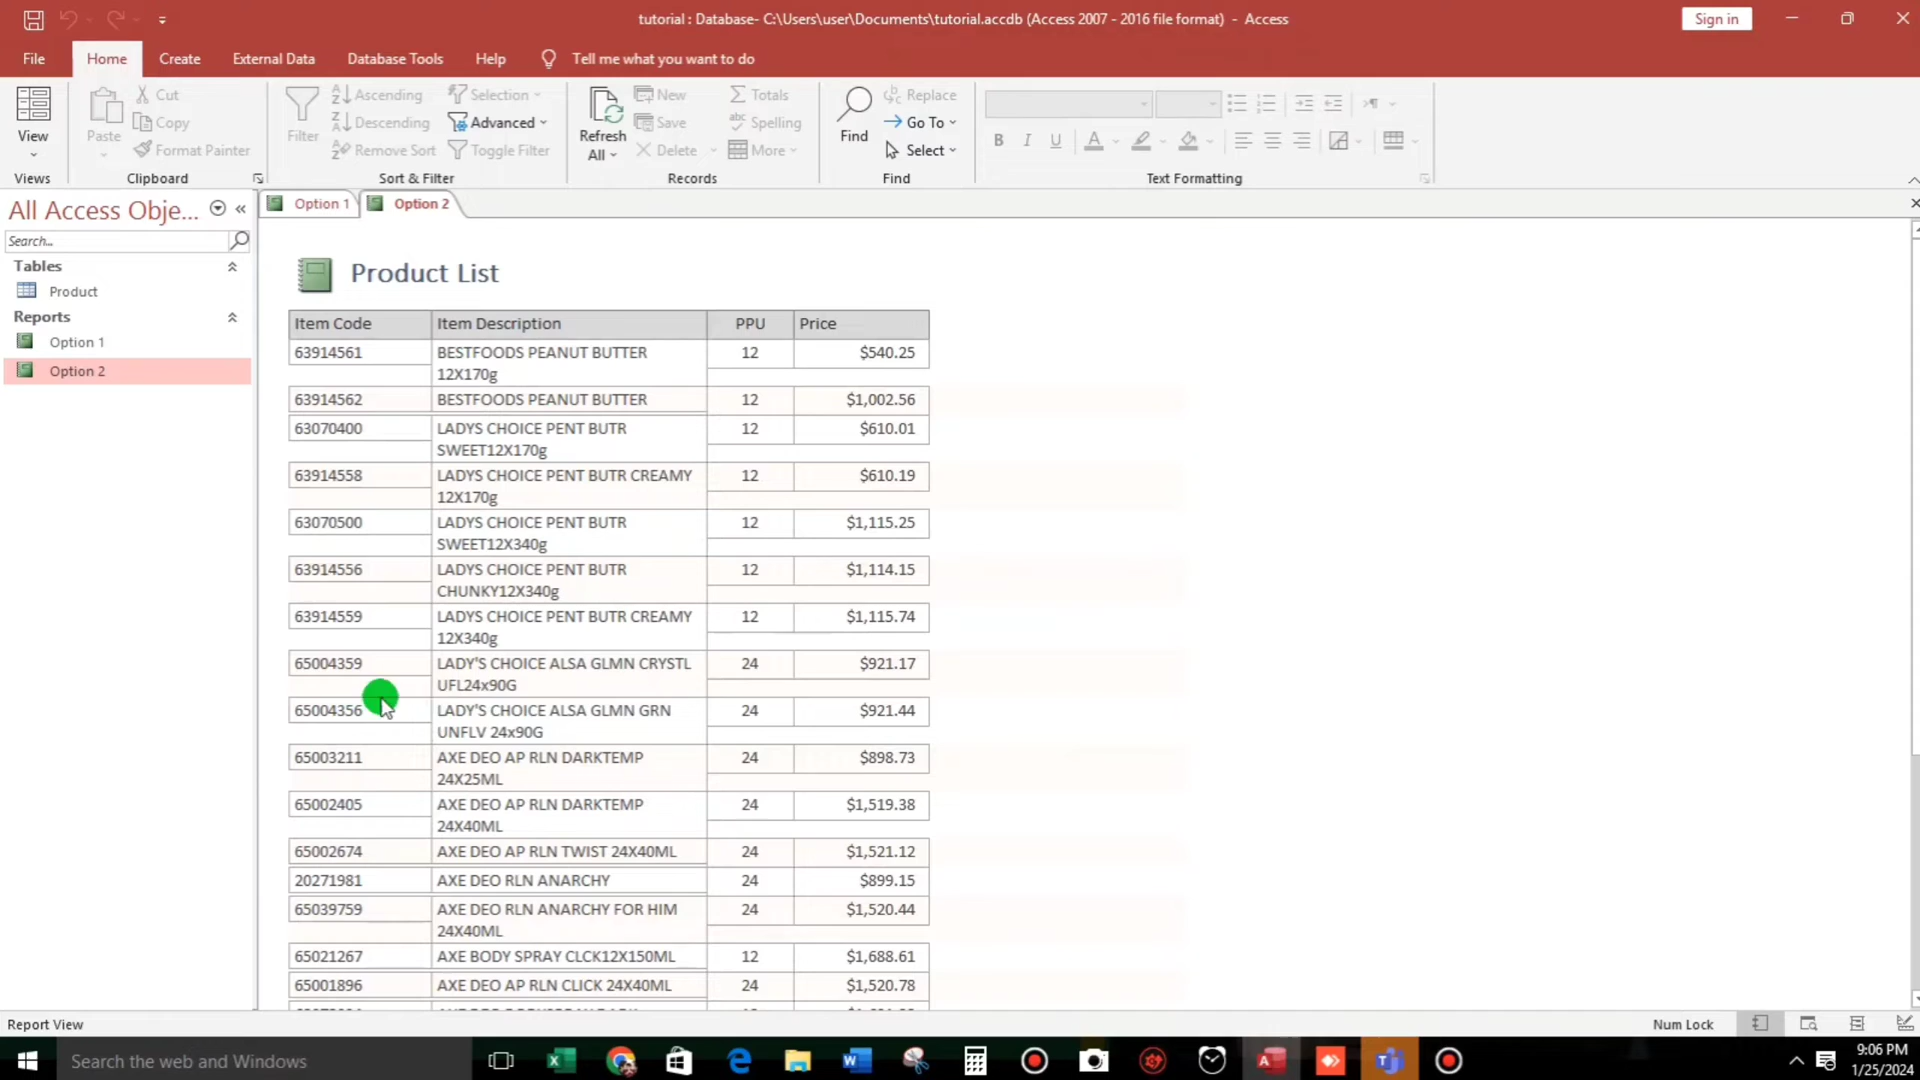 tutorial : Database- C:\Users\user\Documents\tutorial.accdb (Access 2007 - 2016 file format) - Access
Sign in
File Home Create External Data Database Tools Help Tell me what you want to do
View
Views
Paste
Cut
Copy
Format Painter
Clipboard
Filter
Ascending
Descending
Remove Sort
Selection
Advanced
Toggle Filter
Sort & Filter
Refresh
All
New
Save
Delete
Totals
Spelling
More
Records
Find
Replace
Go To
Select
Find
B I U A
Text Formatting
All Access Obje...
Search...
Tables
Product
Reports
Option 1
Option 2
Option 1 Option 2
Product List
Item Code Item Description PPU Price
63914561 BESTFOODS PEANUT BUTTER 12 $540.25
12X170g
63914562 BESTFOODS PEANUT BUTTER 12 $1,002.56
63070400 LADYS CHOICE PENT BUTR 12 $610.01
SWEET12X170g
63914558 LADYS CHOICE PENT BUTR CREAMY 12 $610.19
12X170g
63070500 LADYS CHOICE PENT BUTR 12 $1,115.25
SWEET12X340g
63914556 LADYS CHOICE PENT BUTR 12 $1,114.15
CHUNKY12X340g
63914559 LADYS CHOICE PENT BUTR CREAMY 12 $1,115.74
12X340g
65004359 LADY'S CHOICE ALSA GLMN CRYSTL 24 $921.17
UFL24x90G
65004356 LADY'S CHOICE ALSA GLMN GRN 24 $921.44
UNFLV 24x90G
65003211 AXE DEO AP RLN DARKTEMP 24 $898.73
24X25ML
65002405 AXE DEO AP RLN DARKTEMP 24 $1,519.38
24X40ML
65002674 AXE DEO AP RLN TWIST 24X40ML 24 $1,521.12
20271981 AXE DEO RLN ANARCHY 24 $899.15
65039759 AXE DEO RLN ANARCHY FOR HIM 24 $1,520.44
24X40ML
65021267 AXE BODY SPRAY CLCK12X150ML 12 $1,688.61
65001896 AXE DEO AP RLN CLICK 24X40ML 24 $1,520.78
Report View
Num Lock
Search the web and Windows
9:06 PM
1/25/2024